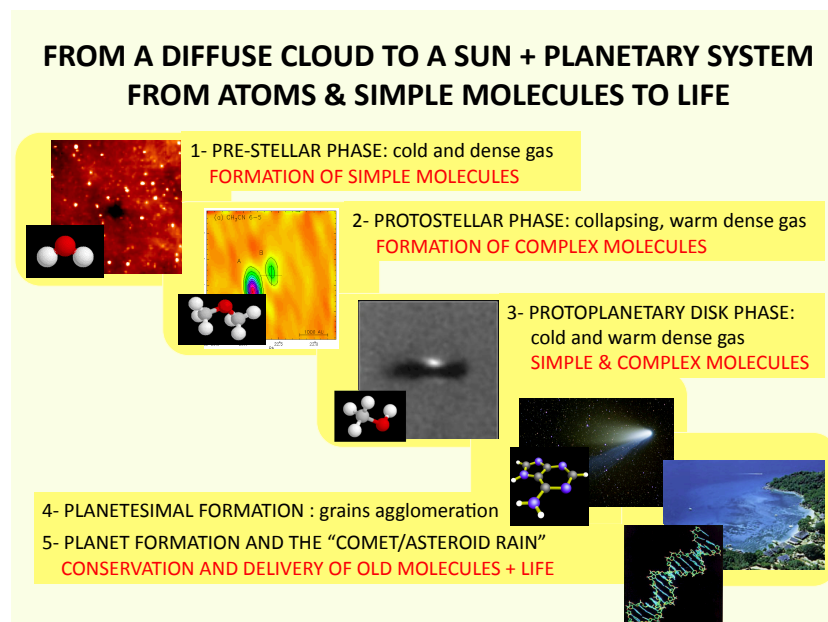 FROM A DIFFUSE CLOUD TO A SUN + PLANETARY SYSTEM
FROM ATOMS & SIMPLE MOLECULES TO LIFE
1- PRE-STELLAR PHASE: cold and dense gas
FORMATION OF SIMPLE MOLECULES
2- PROTOSTELLAR PHASE: collapsing, warm dense gas
FORMATION OF COMPLEX MOLECULES
A
B
3- PROTOPLANETARY DISK PHASE:
cold and warm dense gas
SIMPLE & COMPLEX MOLECULES
4- PLANETESIMAL FORMATION : grains agglomeration
5- PLANET FORMATION AND THE “COMET/ASTEROID RAIN”
CONSERVATION AND DELIVERY OF OLD MOLECULES + LIFE